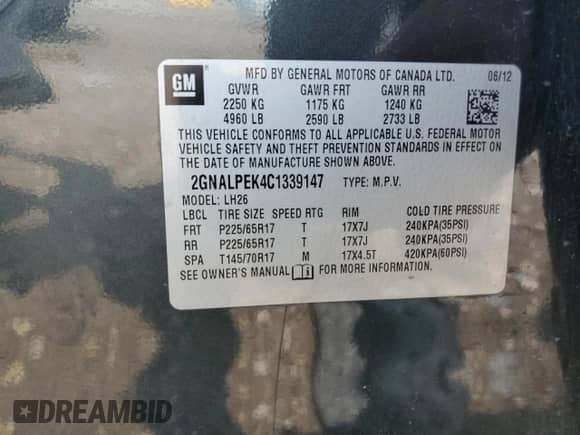 GM
MFD BY GENERAL MOTORS OF CANADA LTD. 06/12
GVWR GAWR FRT GAWR RR
2250 KG 1175 KG 1240 KG
4960 LB 2590 LB 2733 LB
THIS VEHICLE CONFORMS TO ALL APPLICABLE U.S. FEDERAL MOTOR
VEHICLE SAFETY AND THEFT PREVENTION STANDARDS IN EFFECT ON
THE DATE OF MANUFACTURE SHOWN ABOVE.
2GNALPEK4C1339147 TYPE: M.P.V.
MODEL: LH26
LBCL TIRE SIZE SPEED RTG RIM COLD TIRE PRESSURE
FRT P225/65R17 T 17X7J 240KPA(35PSI)
RR P225/65R17 T 17X7J 240KPA(35PSI)
SPA T145/70R17 M 17X4.5T 420KPA(60PSI)
SEE OWNER'S MANUAL FOR MORE INFORMATION.
DREAMBID